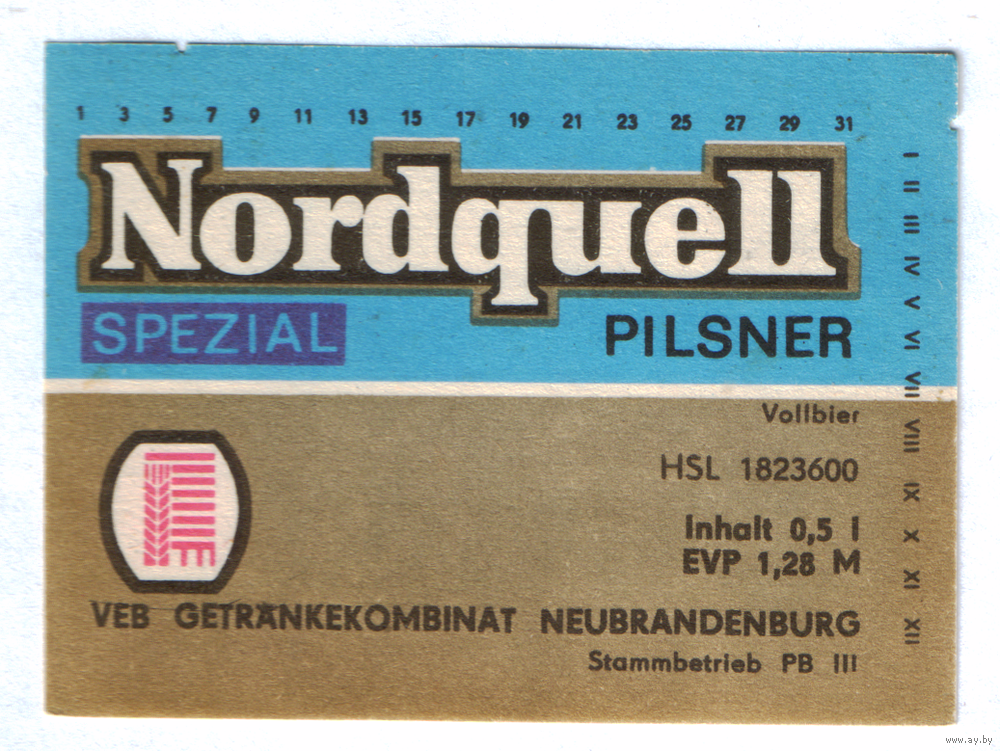 1 3 5 7 9 11 13 15 17 19 21 23 25 27 29 31
Nordquell
SPEZIAL
PILSNER
I II III IV V VI VII VIII IX X XI XII
Vollbier
HSL 1823600
Inhalt 0,5 l
EVP 1,28 M
VEB GETRÄNKEKOMBINAT NEUBRANDENBURG
Stammbetrieb PB III
www.ay.by